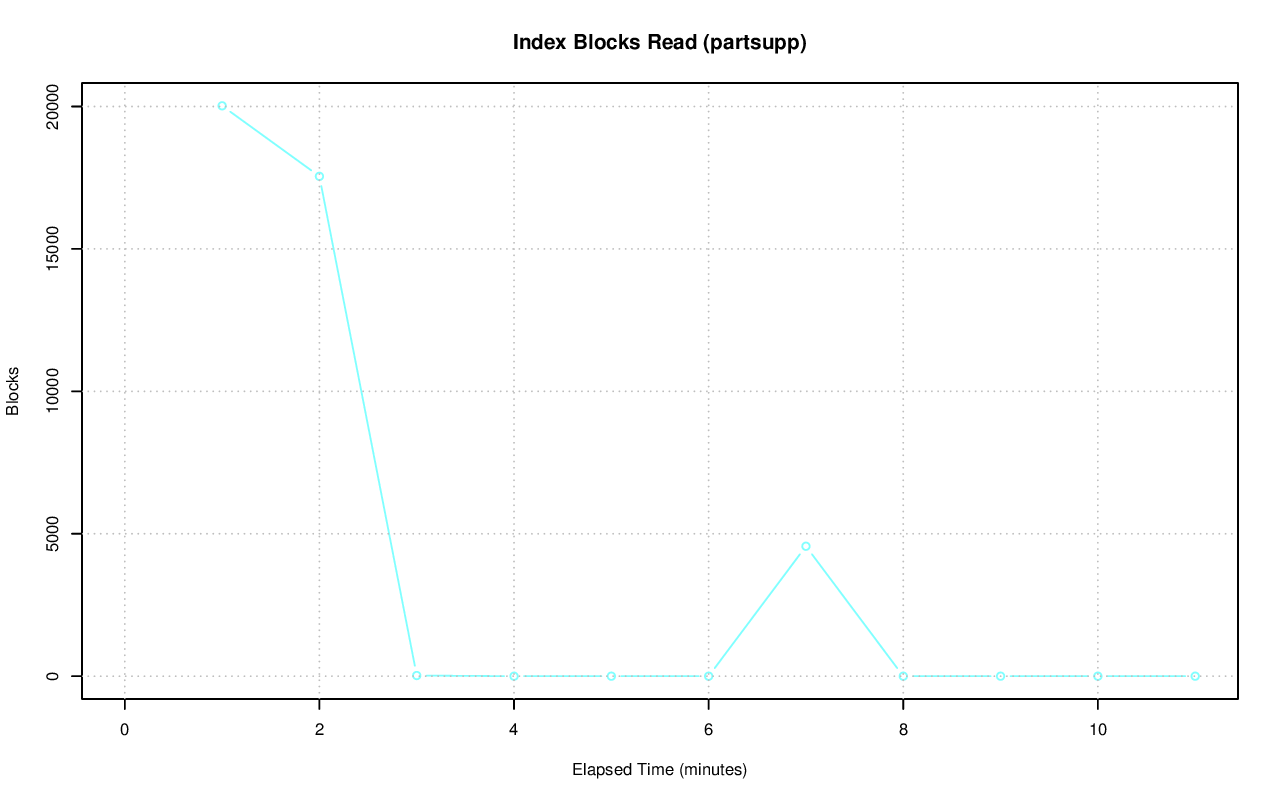 Index Blocks Read (partsupp)
20000
15000
10000
5000
0
Blocks
0 2 4 6 8 10
Elapsed Time (minutes)